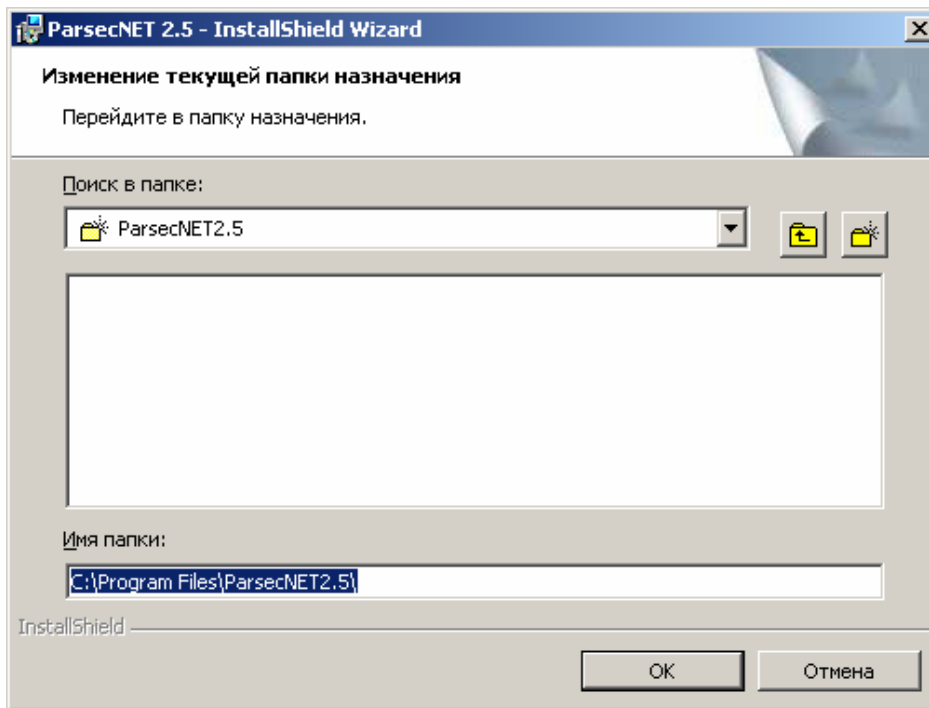 ParsecNET 2.5 - InstallShield Wizard
Изменение текущей папки назначения
Перейдите в папку назначения.
Поиск в папке:
ParsecNET2.5
Имя папки:
C:\Program Files\ParsecNET2.5\
InstallShield
OK
Отмена